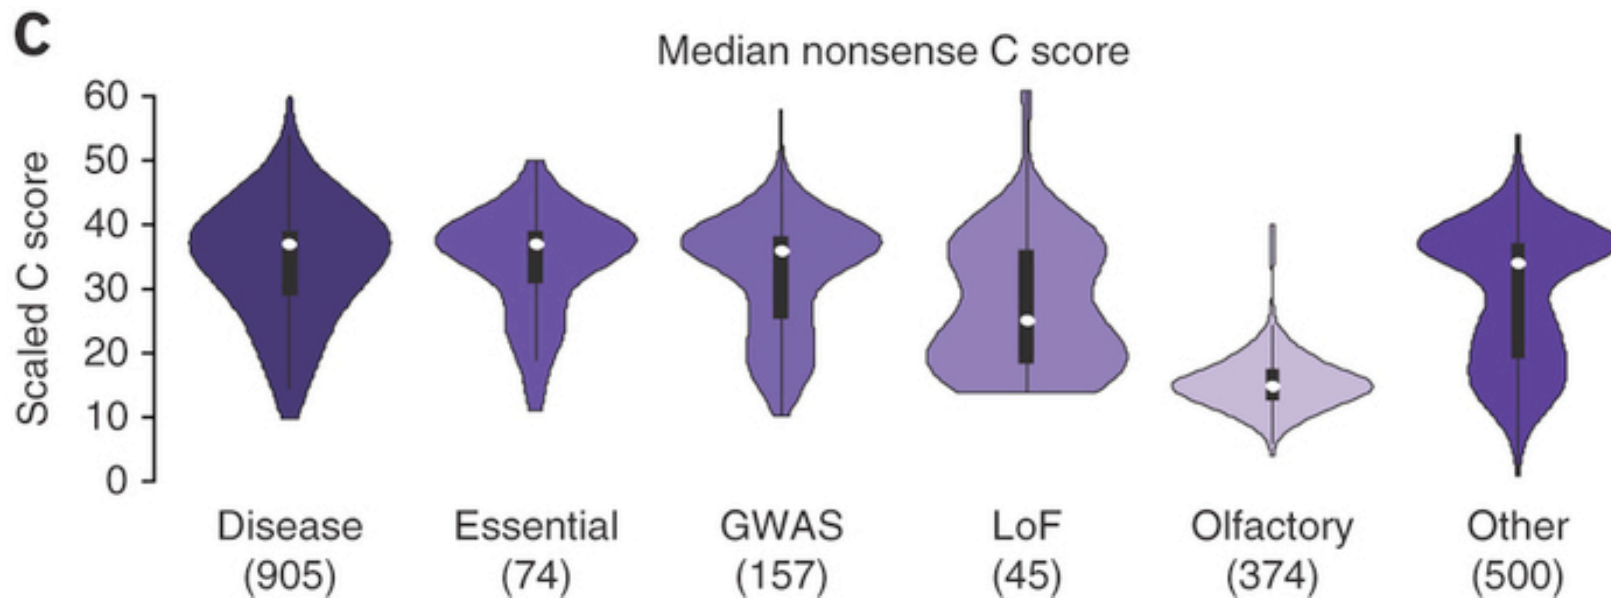 C
Median nonsense C score
Scaled C score
60
50
40
30
20
10
0
Disease Essential GWAS LoF Olfactory Other
(905) (74) (157) (45) (374) (500)